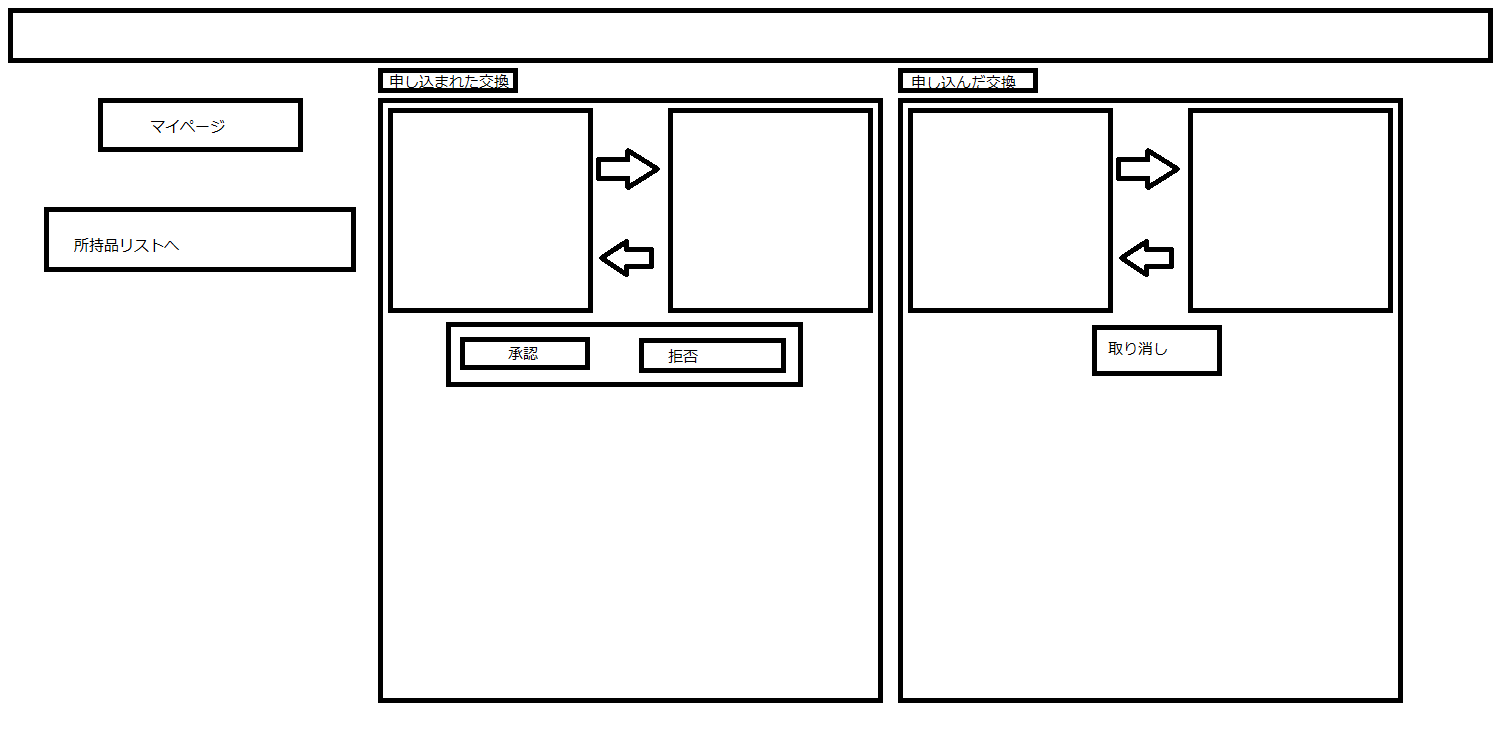 申し込まれた交換
申し込んだ交換
マイページ
所持品リストへ
承認
拒否
取り消し